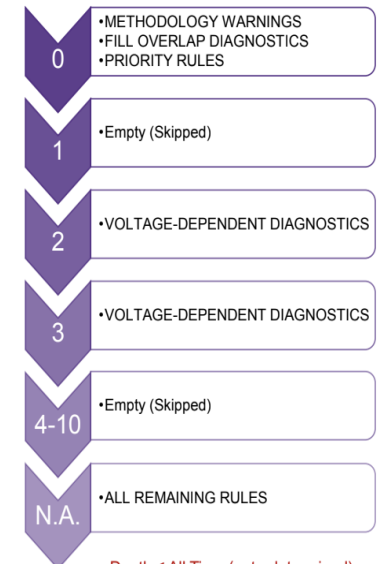 0
•METHODOLOGY WARNINGS
•FILL OVERLAP DIAGNOSTICS
•PRIORITY RULES
1
•Empty (Skipped)
2
•VOLTAGE-DEPENDENT DIAGNOSTICS
3
•VOLTAGE-DEPENDENT DIAGNOSTICS
4-10
•Empty (Skipped)
N.A.
•ALL REMAINING RULES